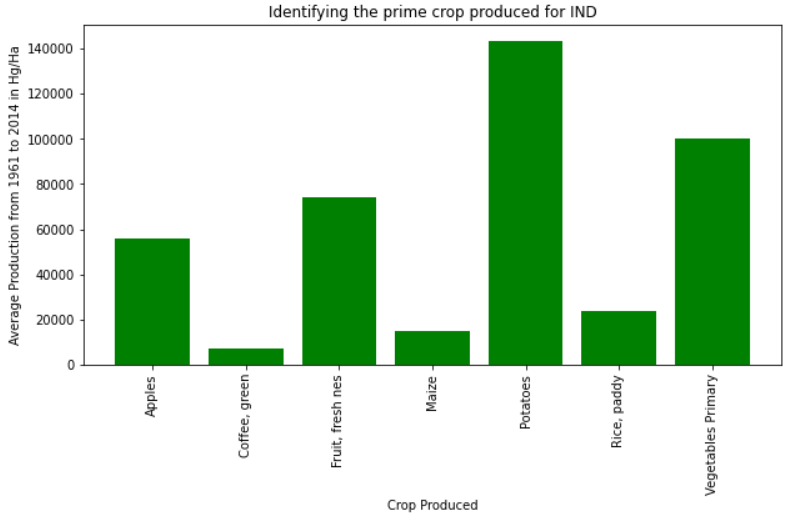 Identifying the prime crop produced for IND
Average Production from 1961 to 2014 in Hg/Ha
140000
120000
100000
80000
60000
40000
20000
0
Apples
Coffee, green
Fruit, fresh nes
Maize
Potatoes
Rice, paddy
Vegetables Primary
Crop Produced